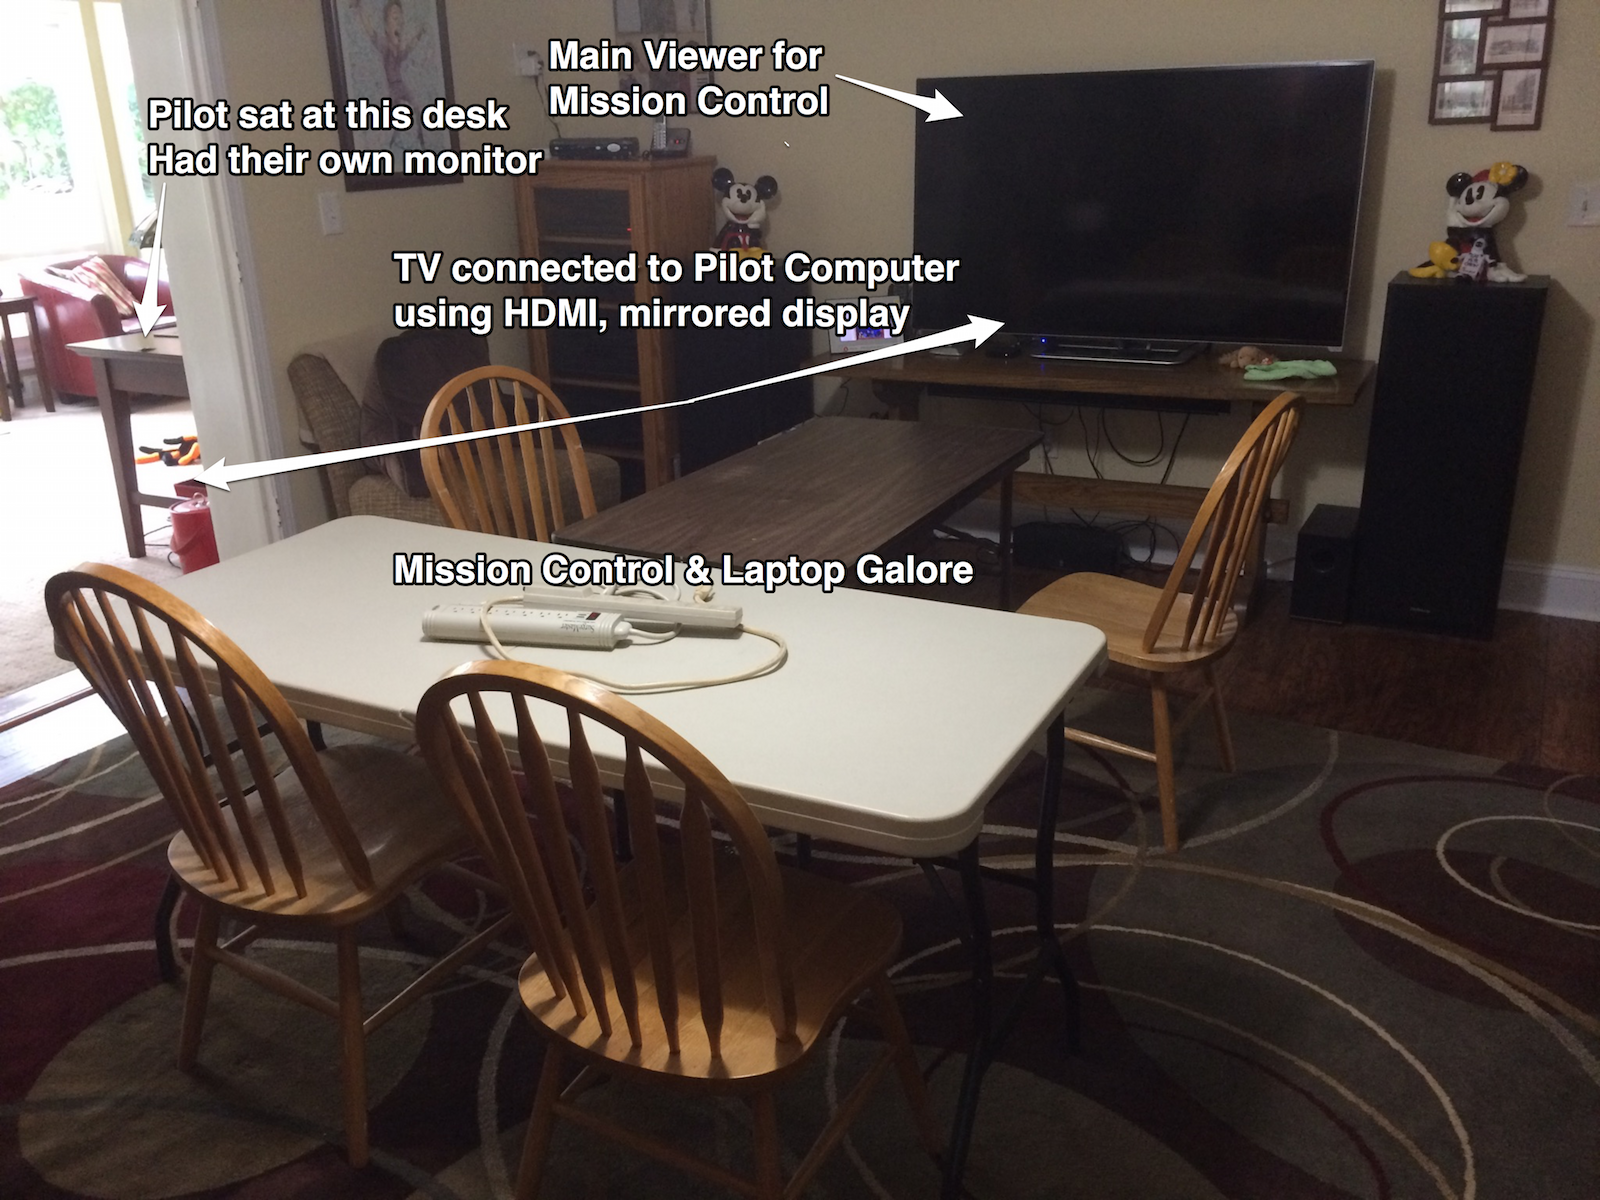 Main Viewer for
Mission Control
Pilot sat at this desk
Had their own monitor
TV connected to Pilot Computer
using HDMI, mirrored display
Mission Control & Laptop Galore